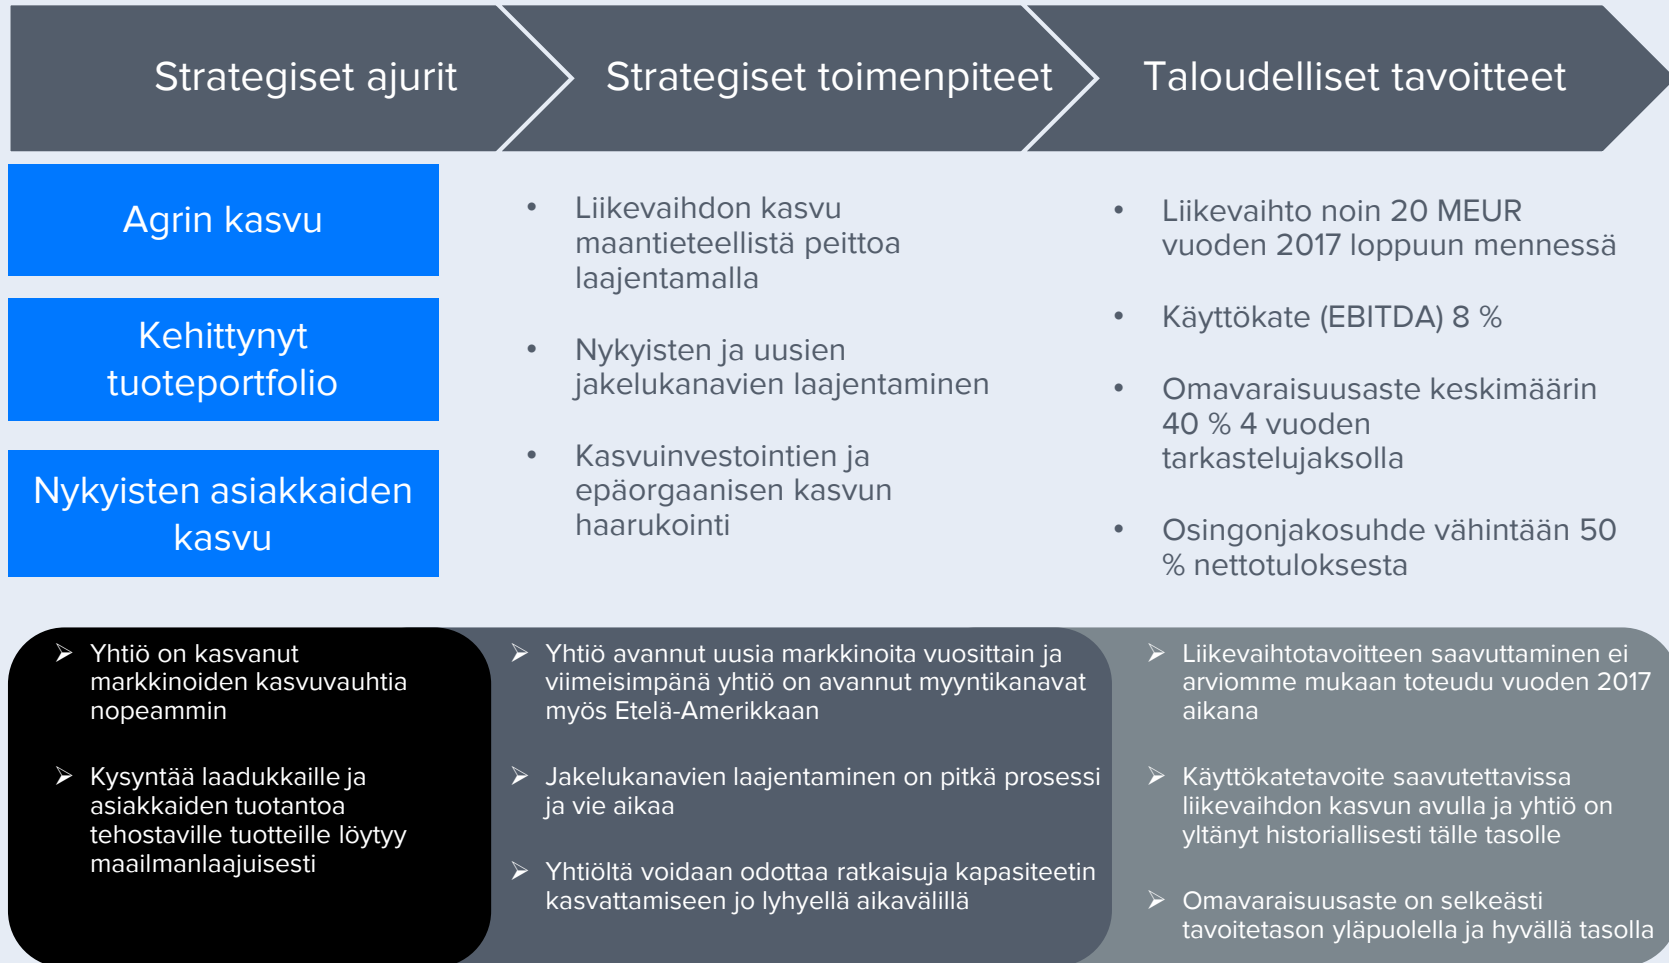 Strategiset ajurit
Strategiset toimenpiteet
Taloudelliset tavoitteet
Agrin kasvu
Kehittynyt
tuoteportfolio
Nykyisten asiakkaiden
kasvu
• Liikevaihdon kasvu
maantieteellistä peittoa
laajentamalla
• Nykyisten ja uusien
jakelukanavien laajentaminen
• Kasvuinvestointien ja
epäorgaanisen kasvun
haarukointi
• Liikevaihto noin 20 MEUR
vuoden 2017 loppuun mennessä
• Käyttökate (EBITDA) 8 %
• Omavaraisuusaste keskimäärin
40 % 4 vuoden
tarkastelujaksolla
• Osingonjakosuhde vähintään 50
% nettotuloksesta
➢ Yhtiö on kasvanut
markkinoiden kasvuvauhtia
nopeammin
➢ Kysyntää laadukkaille ja
asiakkaiden tuotantoa
tehostaville tuotteille löytyy
maailmanlaajuisesti
➢ Yhtiö avannut uusia markkinoita vuosittain ja
viimeisimpänä yhtiö on avannut myyntikanavat
myös Etelä-Amerikkaan
➢ Jakelukanavien laajentaminen on pitkä prosessi
ja vie aikaa
➢ Yhtiöltä voidaan odottaa ratkaisuja kapasiteetin
kasvattamiseen jo lyhyellä aikavälillä
➢ Liikevaihtotavoitteen saavuttaminen ei
arviomme mukaan toteudu vuoden 2017
aikana
➢ Käyttökatetavoite saavutettavissa
liikevaihdon kasvun avulla ja yhtiö on
yltänyt historiallisesti tälle tasolle
➢ Omavaraisuusaste on selkeästi
tavoitetason yläpuolella ja hyvällä tasolla